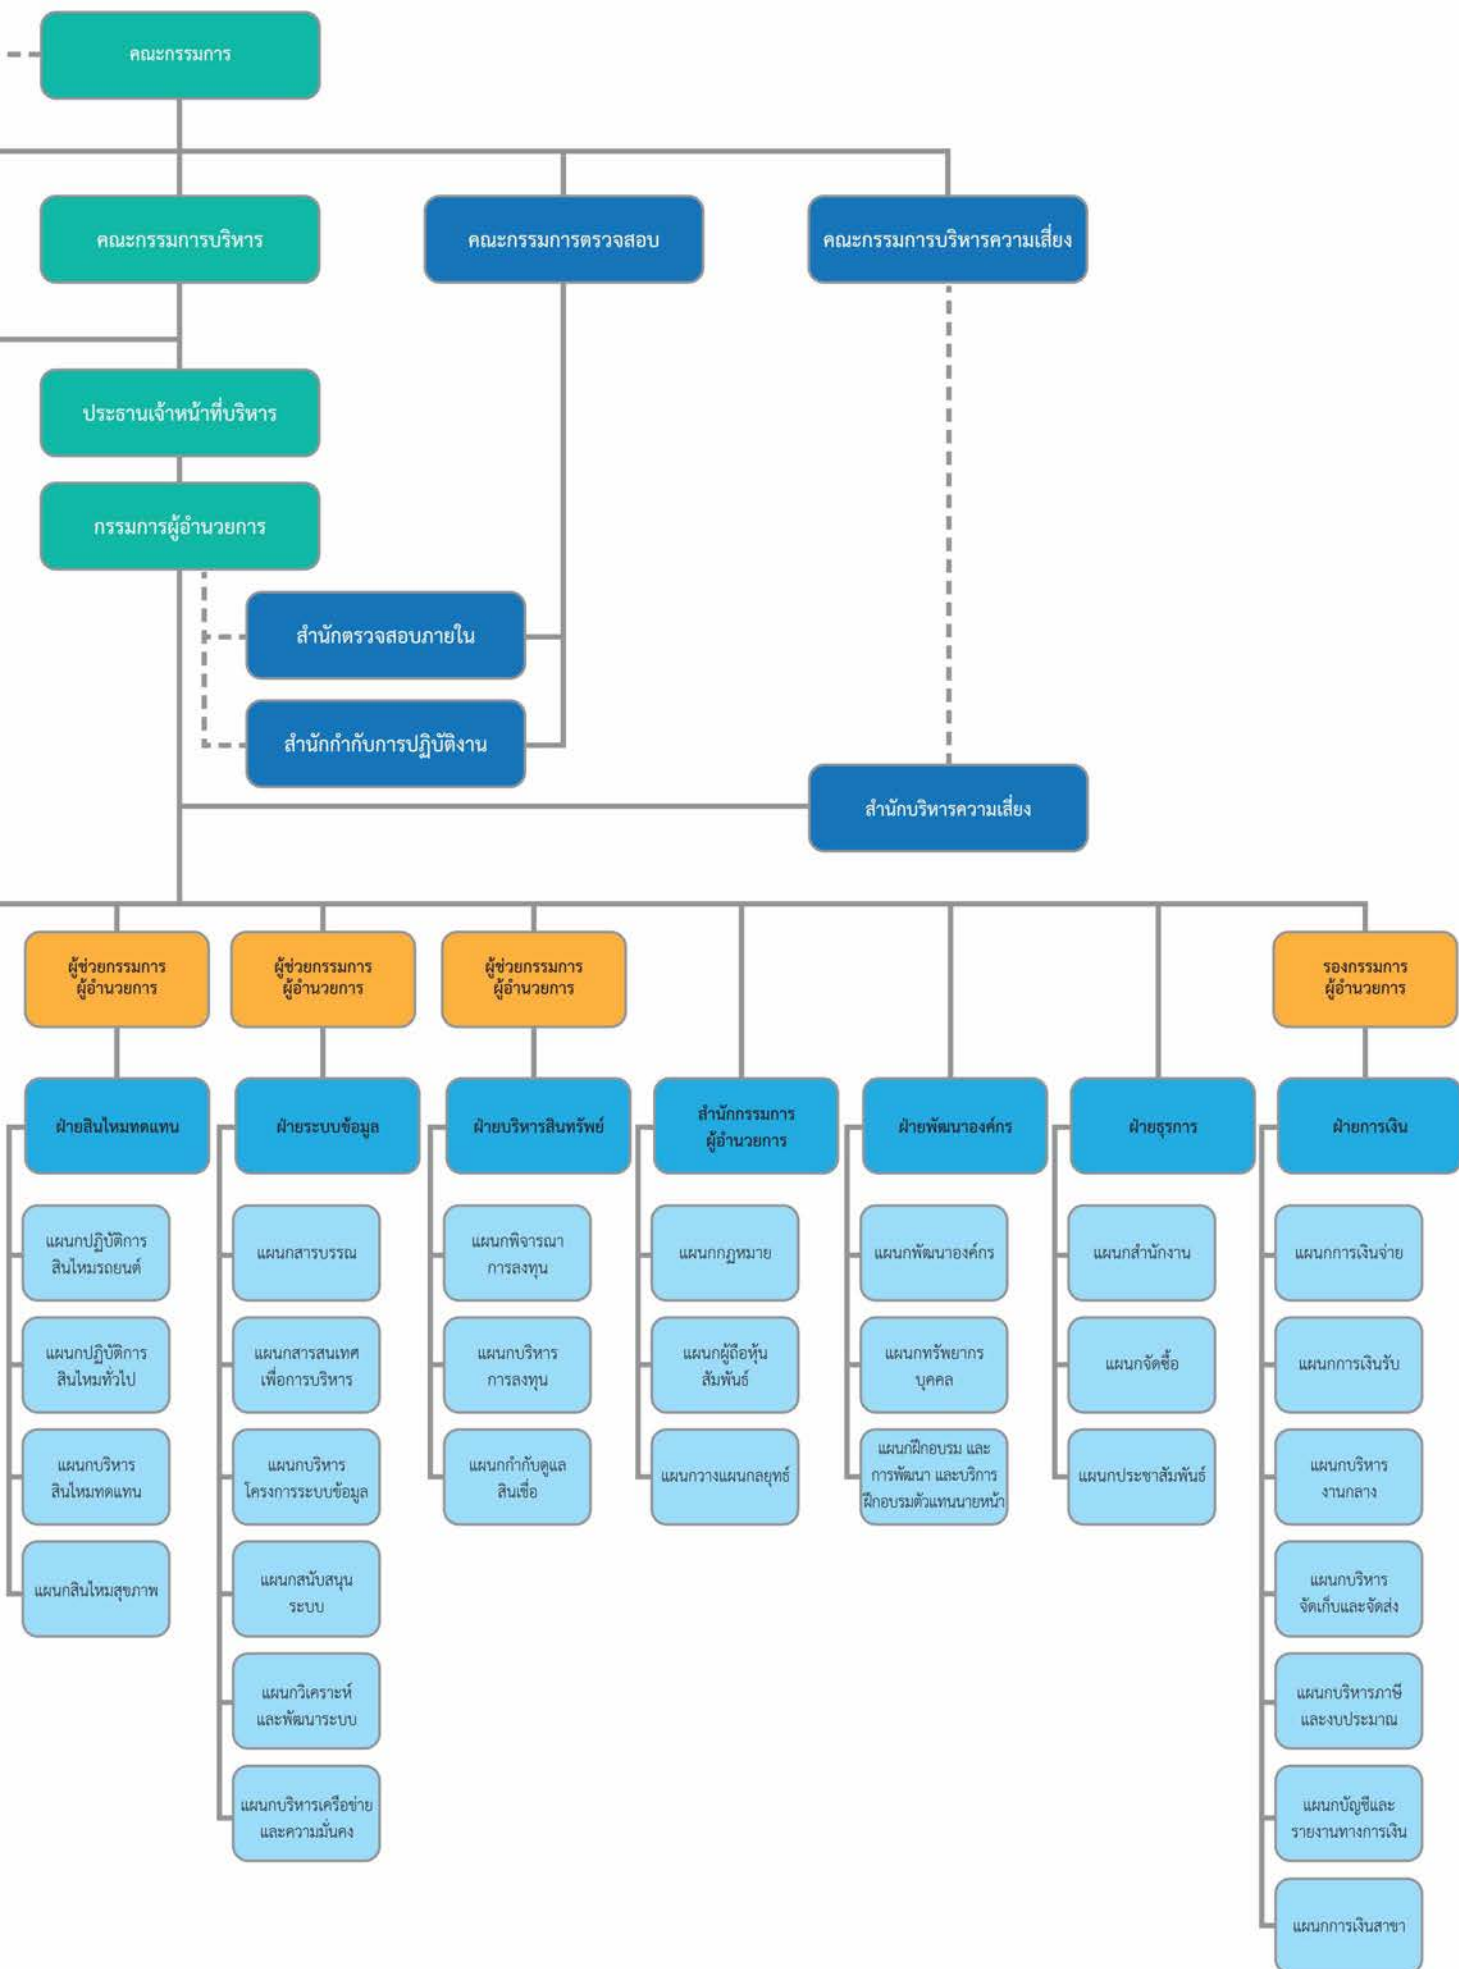 คณะกรรมการ
คณะกรรมการบริหาร
คณะกรรมการตรวจสอบ
คณะกรรมการบริหารความเสี่ยง
ประธานเจ้าหน้าที่บริหาร
กรรมการผู้อำนวยการ
สำนักตรวจสอบภายใน
สำนักกำกับการปฏิบัติงาน
สำนักบริหารความเสี่ยง
ผู้ช่วยกรรมการ
ผู้อำนวยการ
ผู้ช่วยกรรมการ
ผู้อำนวยการ
ผู้ช่วยกรรมการ
ผู้อำนวยการ
รองกรรมการ
ผู้อำนวยการ
ฝ่ายสินไหมทดแทน
ฝ่ายระบบข้อมูล
ฝ่ายบริหารสินทรัพย์
สำนักกรรมการ
ผู้อำนวยการ
ฝ่ายพัฒนาองค์กร
ฝ่ายธุรการ
ฝ่ายการเงิน
แผนกปฏิบัติการ
สินไหมรถยนต์
แผนกสารบรรณ
แผนกพิจารณา
การลงทุน
แผนกกฎหมาย
แผนกพัฒนาองค์กร
แผนกสำนักงาน
แผนกการเงินจ่าย
แผนกปฏิบัติการ
สินไหมทั่วไป
แผนกสารสนเทศ
เพื่อการบริหาร
แผนกบริหาร
การลงทุน
แผนกผู้ถือหุ้น
สัมพันธ์
แผนกทรัพยากร
บุคคล
แผนกจัดซื้อ
แผนกการเงินรับ
แผนกบริหาร
สินไหมทดแทน
แผนกบริหาร
โครงการระบบข้อมูล
แผนกกำกับดูแล
สินเชื่อ
แผนกวางแผนกลยุทธ์
แผนกฝึกอบรม และ
การพัฒนา และบริการ
ฝึกอบรมตัวแทนนายหน้า
แผนกประชาสัมพันธ์
แผนกบริหาร
งานกลาง
แผนกสินไหมสุขภาพ
แผนกสนับสนุน
ระบบ
แผนกบริหาร
จัดเก็บและจัดส่ง
แผนกวิเคราะห์
และพัฒนาระบบ
แผนกบริหารภาษี
และงบประมาณ
แผนกบริหารเครือข่าย
และความมั่นคง
แผนกบัญชีและ
รายงานทางการเงิน
แผนกการเงินสาขา